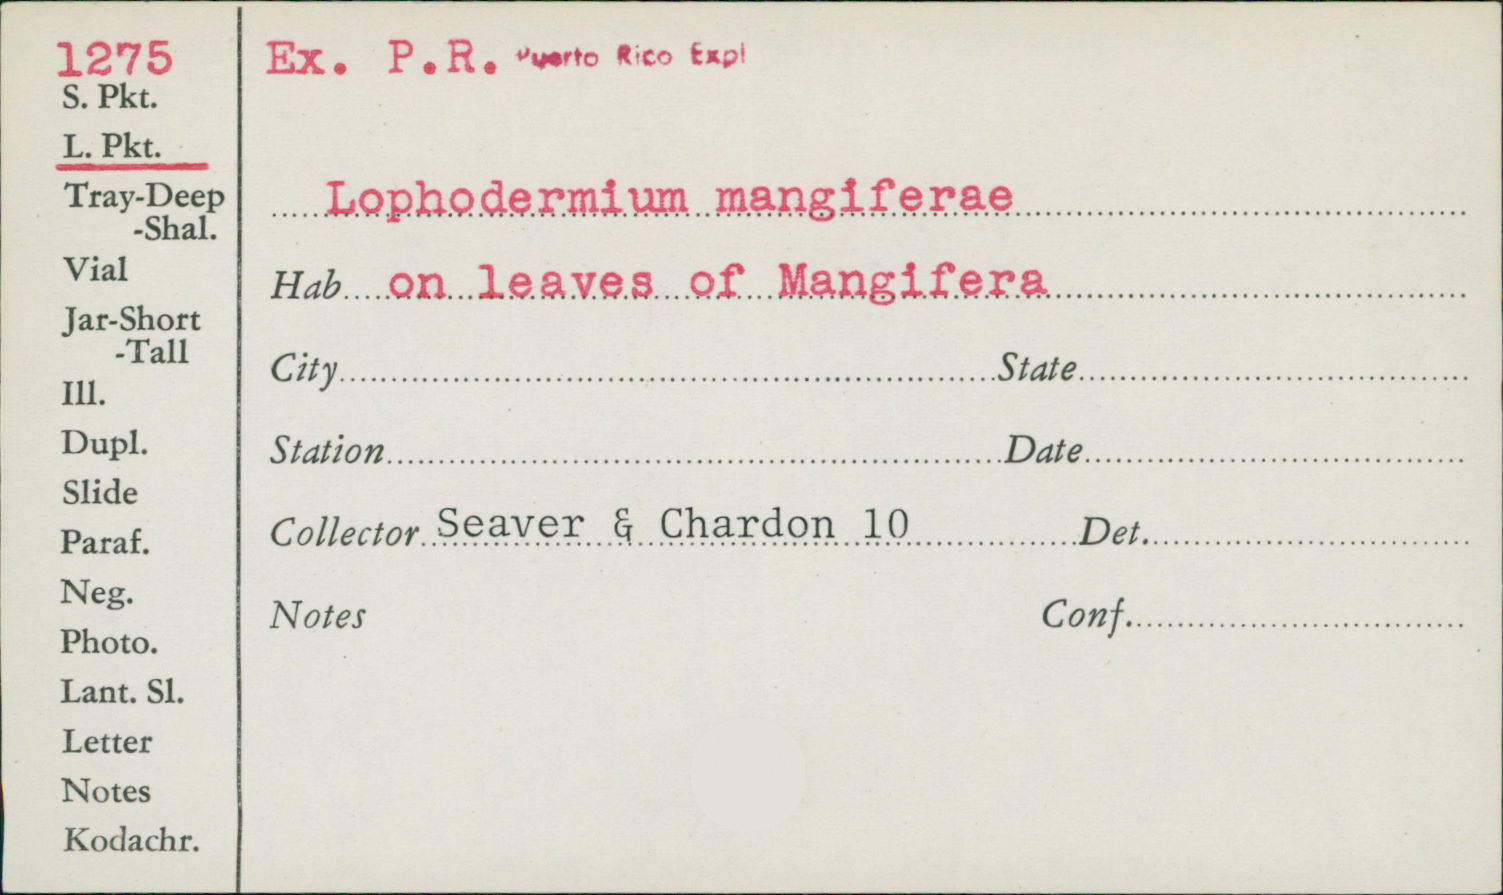 1275
S. Pkt.
L. Pkt.
Tray-Deep
-Shal.
Vial
Jar-Short
-Tall
Ill.
Dupl.
Slide
Paraf.
Neg.
Photo.
Lant. Sl.
Letter
Notes
Kodachr.
Ex. P.R. Puerto Rico Expl
Lophodermium mangiferae
Hab on leaves of Mangifera
City State
Station Date
Collector Seaver & Chardon 10 Det.
Notes Conf.